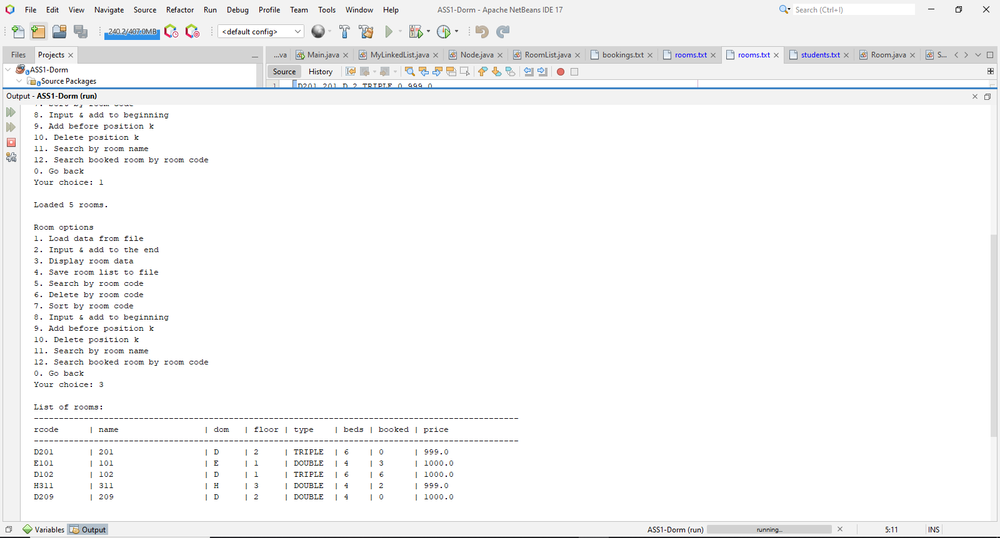 File Edit View Navigate Source Refactor Run Debug Profile Team Tools Window Help ASS1-Dorm - Apache NetBeans IDE 17 Search (Ctrl+I)
240.2/407.0MB <default config>
Files Projects ...va Main.java MyLinkedList.java Node.java RoomList.java bookings.txt rooms.txt rooms.txt students.txt Room.java S...
ASS1-Dorm
Source Packages
Source History
1 D201 201 D 2 TRIPLE 0 999.0
Output - ASS1-Dorm (run)
7. Sort by room code
8. Input & add to beginning
9. Add before position k
10. Delete position k
11. Search by room name
12. Search booked room by room code
0. Go back
Your choice: 1
Loaded 5 rooms.
Room options
1. Load data from file
2. Input & add to the end
3. Display room data
4. Save room list to file
5. Search by room code
6. Delete by room code
7. Sort by room code
8. Input & add to beginning
9. Add before position k
10. Delete position k
11. Search by room name
12. Search booked room by room code
0. Go back
Your choice: 3
List of rooms:
-------------------------------------------------------------------------------------------------
rcode | name | dom | floor | type | beds | booked | price
-------------------------------------------------------------------------------------------------
D201 | 201 | D | 2 | TRIPLE | 6 | 0 | 999.0
E101 | 101 | E | 1 | DOUBLE | 4 | 3 | 1000.0
D102 | 102 | D | 1 | TRIPLE | 6 | 6 | 1000.0
H311 | 311 | H | 3 | DOUBLE | 4 | 2 | 999.0
D209 | 209 | D | 2 | DOUBLE | 4 | 0 | 1000.0
Variables Output ASS1-Dorm (run) running... 5:11 INS